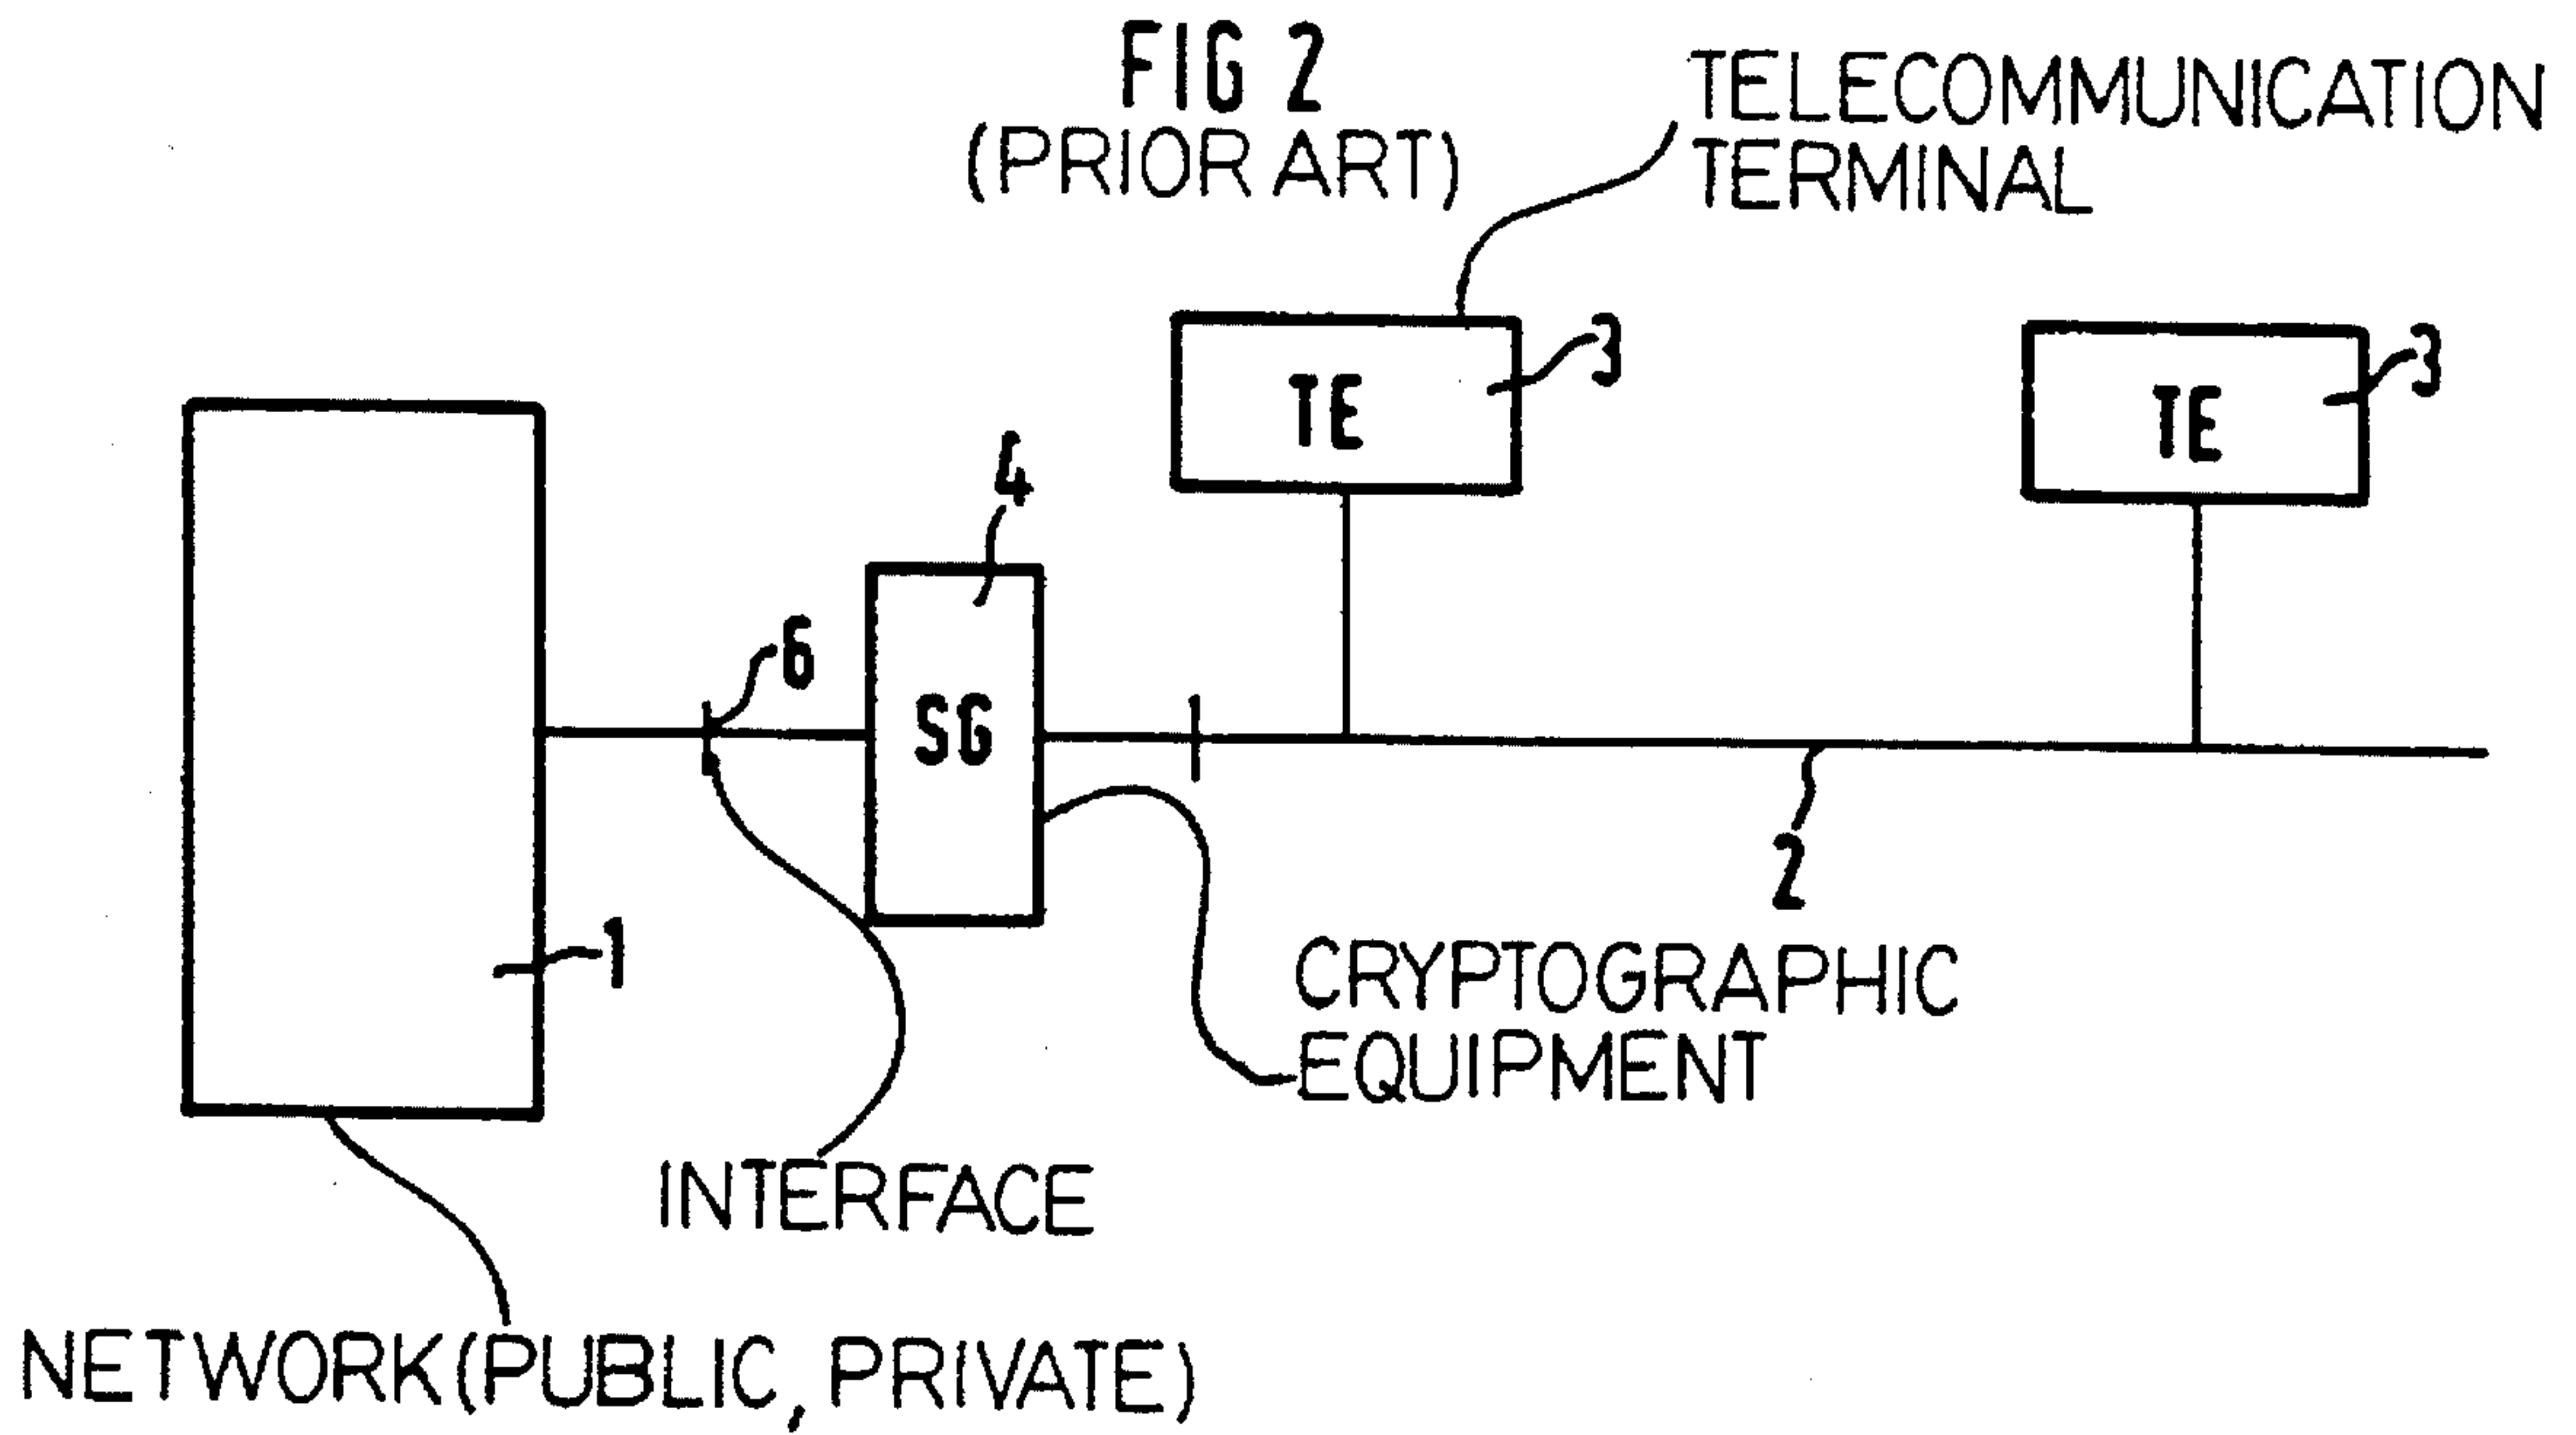 FIG 2
(PRIOR ART)
TELECOMMUNICATION
TERMINAL
TE
3
TE
3
4
6
SG
2
1
CRYPTOGRAPHIC
EQUIPMENT
INTERFACE
NETWORK(PUBLIC, PRIVATE)